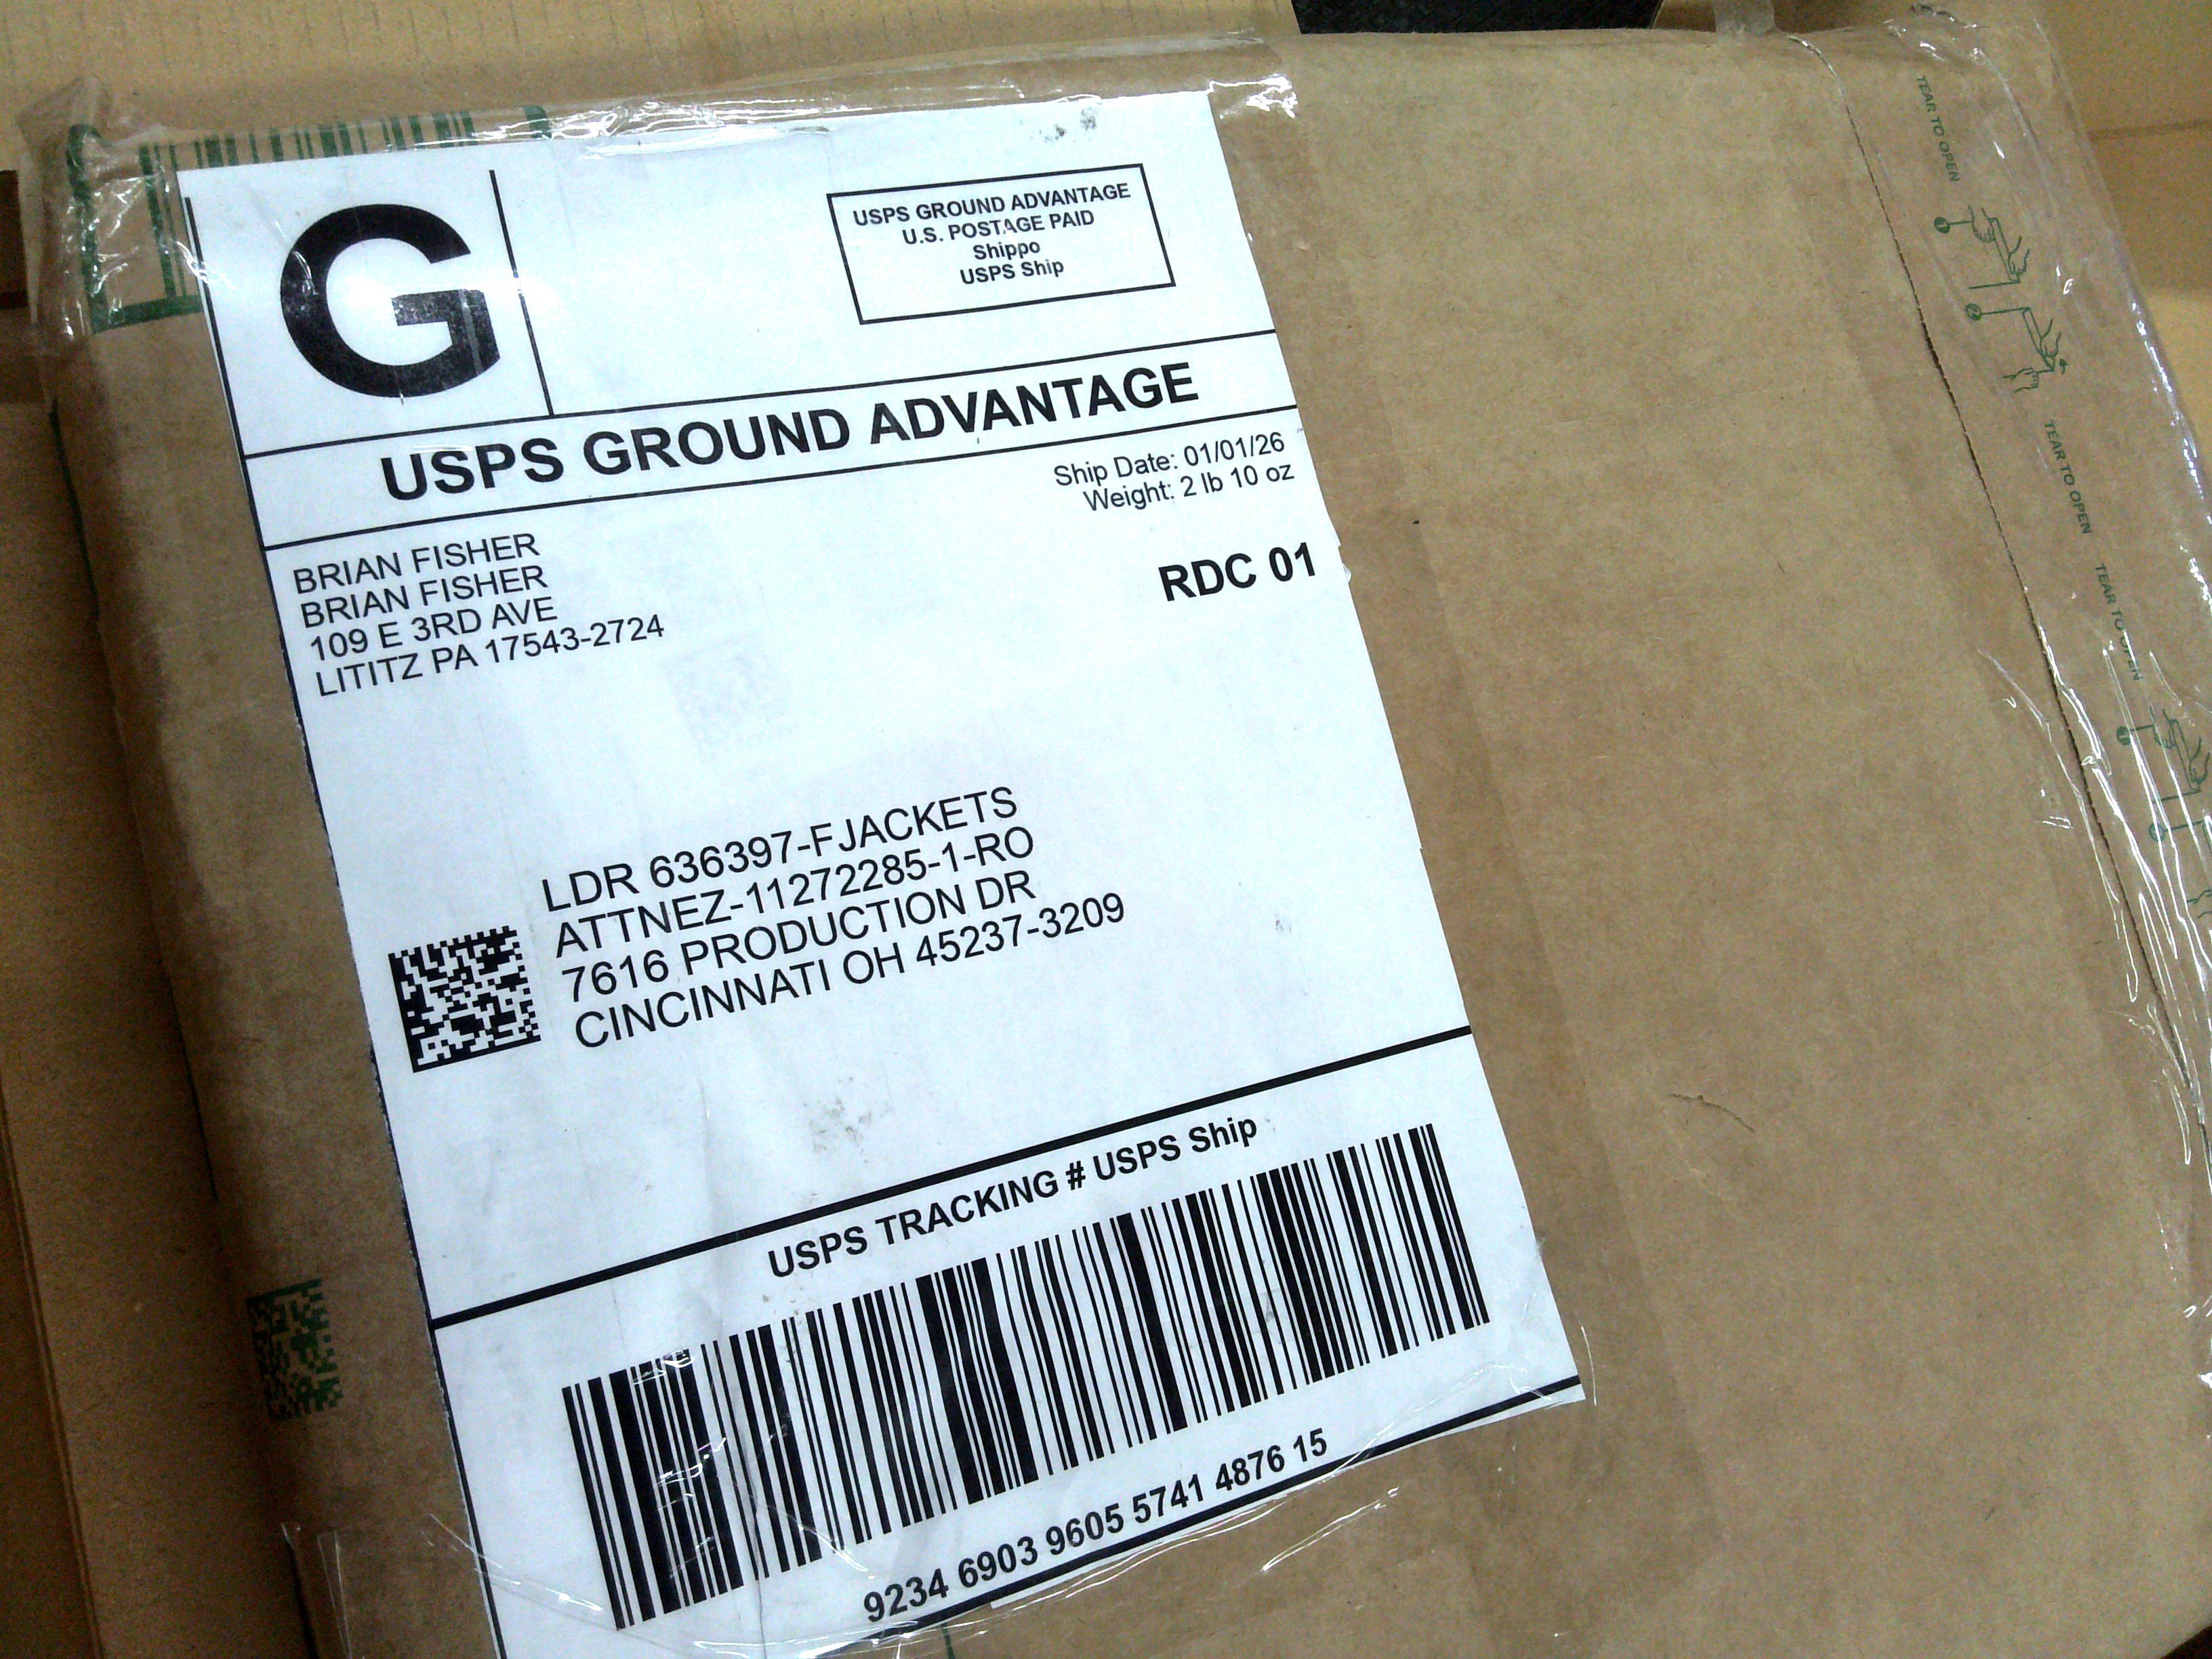 G
USPS GROUND ADVANTAGE
U.S. POSTAGE PAID
Shippo
USPS Ship
USPS GROUND ADVANTAGE
Ship Date: 01/01/26
Weight: 2 lb 10 oz
BRIAN FISHER
BRIAN FISHER
109 E 3RD AVE
LITITZ PA 17543-2724
RDC 01
LDR 636397-FJACKETS
ATTNEZ-11272285-1-RO
7616 PRODUCTION DR
CINCINNATI OH 45237-3209
USPS TRACKING # USPS Ship
9234 6903 9605 5741 4876 15
TEAR TO OPEN
1
2
TEAR TO OPEN
TEAR TO OPEN
1